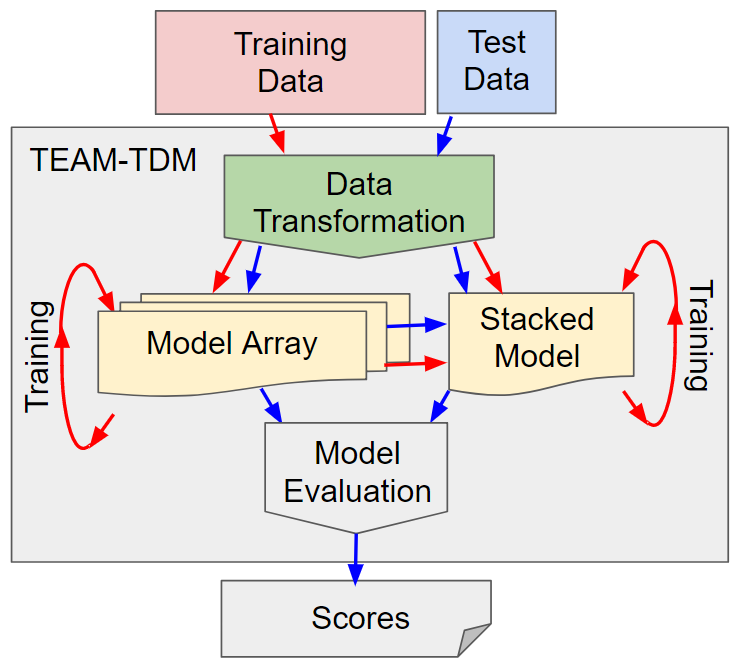 Training
Data
Test
Data
TEAM-TDM
Data
Transformation
Training
Model Array
Stacked
Model
Training
Model
Evaluation
Scores